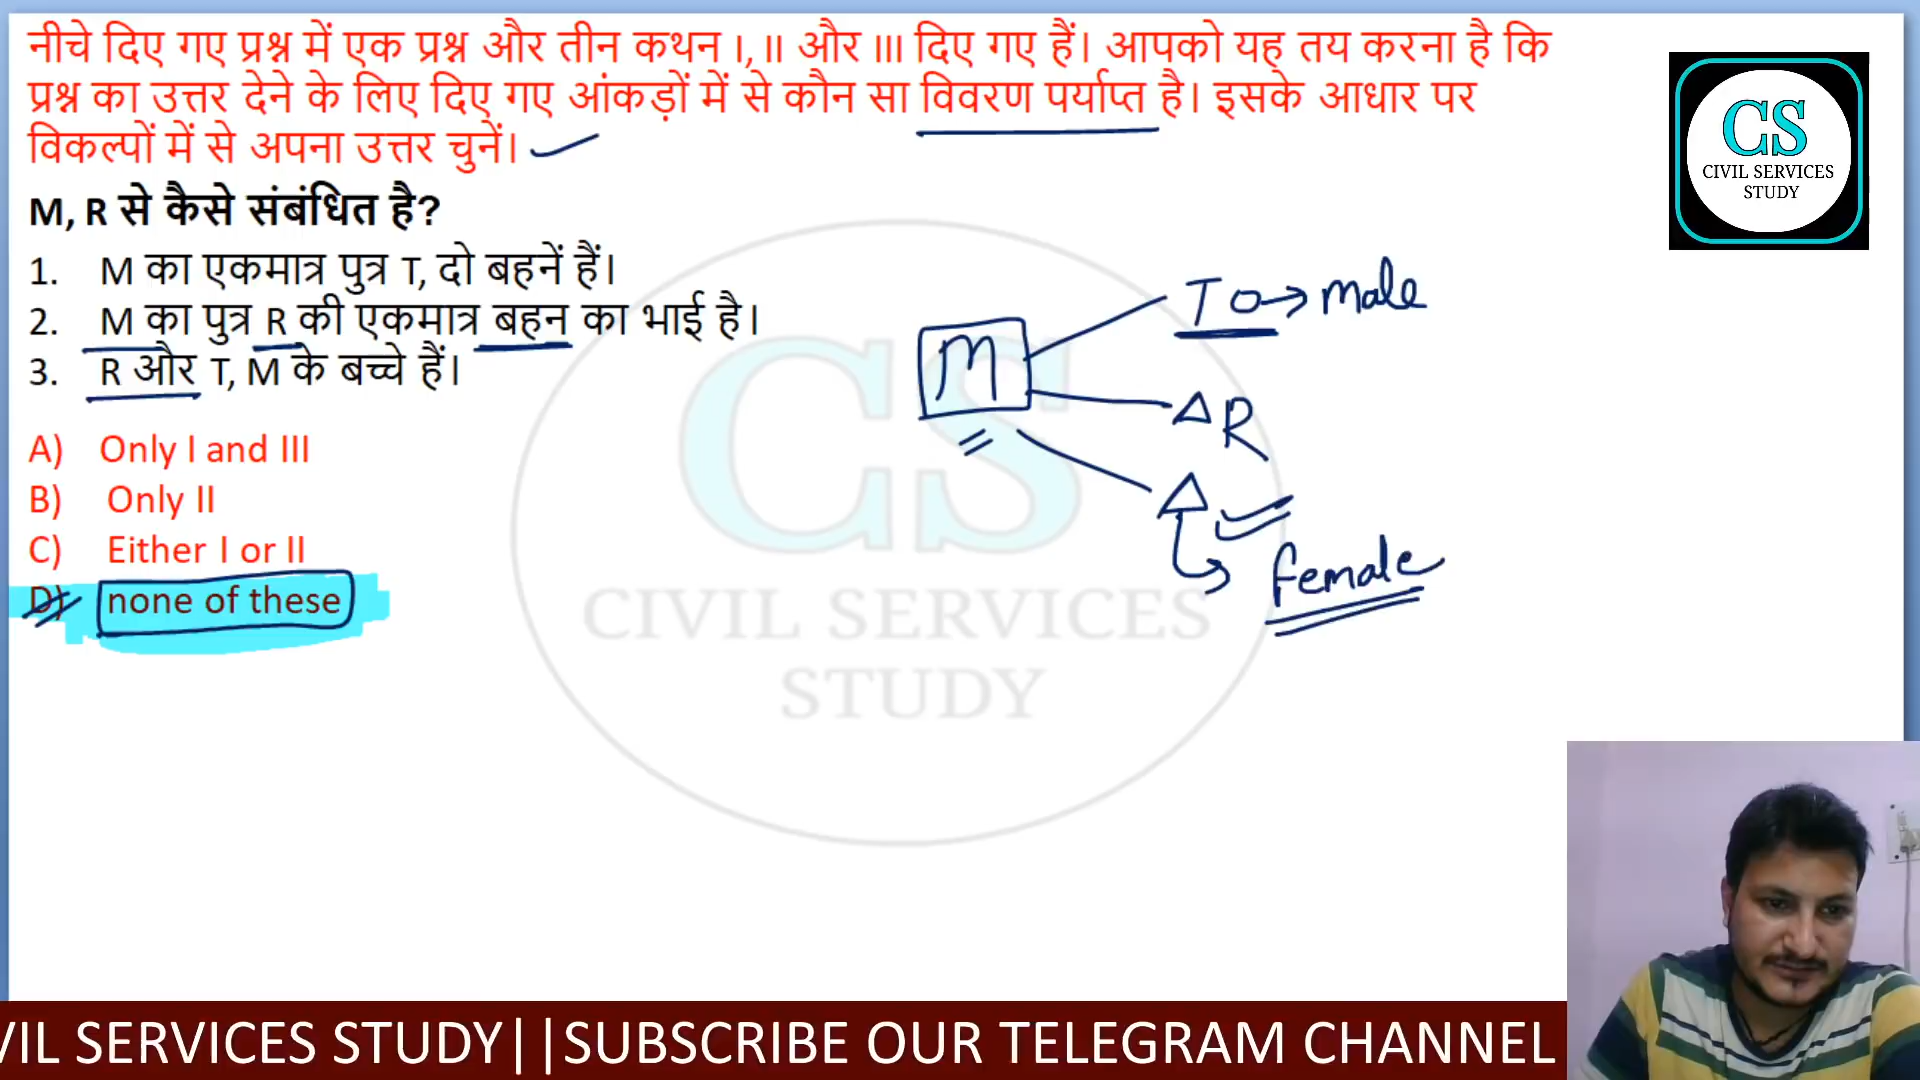 नीचे दिए गए प्रश्न में एक प्रश्न और तीन कथन I, II और III दिए गए हैं। आपको यह तय करना है कि
प्रश्न का उत्तर देने के लिए दिए गए आंकड़ों में से कौन सा विवरण पर्याप्त है। इसके आधार पर
विकल्पों में से अपना उत्तर चुनें।
M, R से कैसे संबंधित है?
1. M का एकमात्र पुत्र T, दो बहनें हैं।
2. M का पुत्र R की एकमात्र बहन का भाई है।
3. R और T, M के बच्चे हैं।
A) Only I and III
B) Only II
C) Either I or II
D) none of these
M
T → male
R
female
CS
CIVIL SERVICES
STUDY
CS
CIVIL SERVICES
STUDY
VIL SERVICES STUDY||SUBSCRIBE OUR TELEGRAM CHANNEL